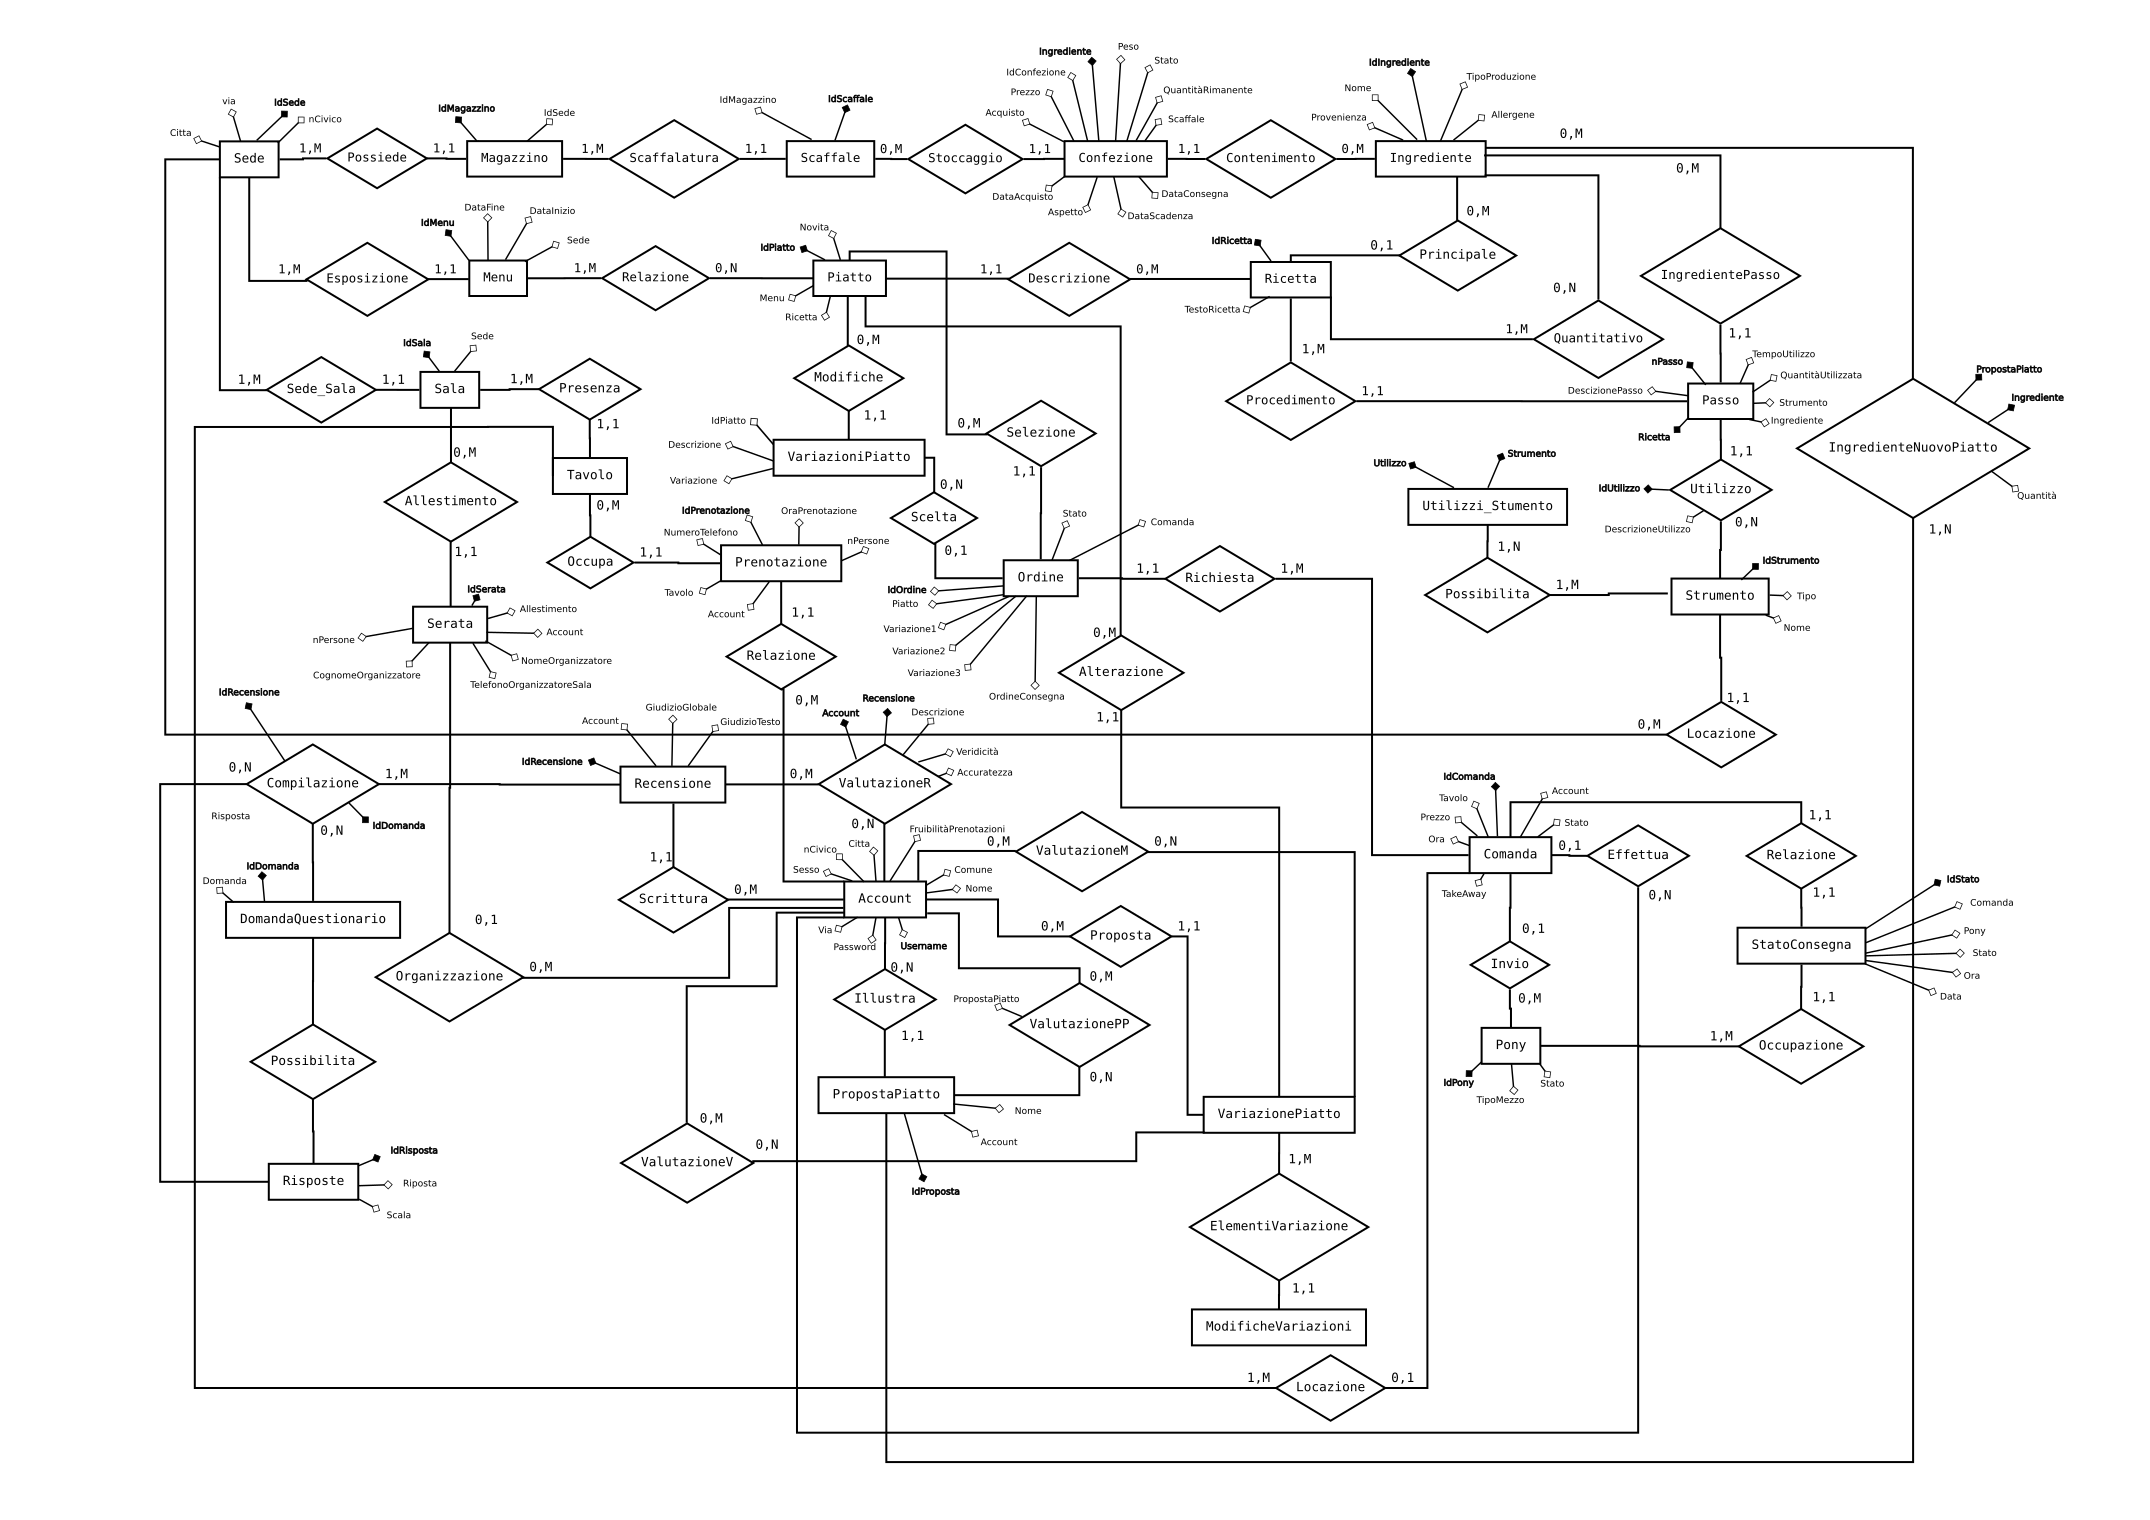 Ingrediente
Peso
IdConfezione
Stato
Prezzo
QuantitàRimanente
Acquisto
Scaffale
IdIngrediente
TipoProduzione
Nome
Allergene
Provenienza
via
IdSede
nCivico
Citta
IdMagazzino
IdSede
IdMagazzino
IdScaffale
0,M
Sede
1,M
Possiede
1,1
Magazzino
1,M
Scaffalatura
1,1
Scaffale
0,M
Stoccaggio
1,1
Confezione
1,1
Contenimento
0,M
Ingrediente
0,M
DataAcquisto
Aspetto
DataScadenza
DataConsegna
0,M
IdMenu
DataFine
DataInizio
Sede
Novita
IdPiatto
IdRicetta
0,1
Principale
1,M
Esposizione
1,1
Menu
1,M
Relazione
0,N
Piatto
1,1
Descrizione
0,M
Ricetta
IngredientePasso
0,N
Menu
Ricetta
TestoRicetta
1,M
Quantitativo
1,1
IdSala
Sede
0,M
1,M
1,M
Sede_Sala
1,1
Sala
1,M
Presenza
Modifiche
1,1
nPasso
TempoUtilizzo
QuantitàUtilizzata
DescizionePasso
Strumento
Ingrediente
Procedimento
1,1
Passo
Ricetta
PropostaPiatto
Ingrediente
IngredienteNuovoPiatto
Quantità
1,N
1,1
IdPiatto
Descrizione
Variazione
VariazioniPiatto
0,M
Selezione
1,1
0,M
Tavolo
0,M
Utilizzo
Strumento
Utilizzi_Stumento
1,1
IdUtilizzo
Utilizzo
DescrizioneUtilizzo
0,N
Allestimento
1,1
0,N
Scelta
0,1
IdPrenotazione
OraPrenotazione
NumeroTelefono
nPersone
Occupa
1,1
Prenotazione
Tavolo
Account
Stato
Comanda
Ordine
IdOrdine
Piatto
Variazione1
Variazione2
Variazione3
OrdineConsegna
1,1
Richiesta
1,M
1,N
Possibilita
1,M
IdStrumento
Strumento
Tipo
Nome
IdSerata
Allestimento
Account
NomeOrganizzatore
TelefonoOrganizzatoreSala
CognomeOrganizzatore
nPersone
Serata
1,1
Relazione
0,M
0,M
Alterazione
1,1
1,1
0,M
Locazione
IdRecensione
0,N
Compilazione
1,M
Risposta
0,N
IdDomanda
Account
GiudizioGlobale
GiudizioTesto
IdRecensione
Recensione
0,M
Account
Recensione
Descrizione
Veridicità
Accuratezza
ValutazioneR
0,N
IdComanda
Tavolo
Prezzo
Ora
Account
Stato
Comanda
TakeAway
0,1
Effettua
0,N
1,1
Relazione
1,1
1,1
Scrittura
0,M
FruibilitàPrenotazioni
nCivico
Citta
Sesso
Comune
Nome
Account
Via
Password
Username
0,M
ValutazioneM
0,N
IdDomanda
Domanda
DomandaQuestionario
0,1
Organizzazione
0,M
0,M
Proposta
1,1
0,1
Invio
0,M
IdStato
Comanda
Pony
Stato
Ora
Data
StatoConsegna
1,1
0,N
Illustra
1,1
PropostaPiatto
0,M
ValutazionePP
0,N
Possibilita
Pony
IdPony
TipoMezzo
Stato
1,M
Occupazione
PropostaPiatto
Nome
Account
IdProposta
VariazionePiatto
0,M
ValutazioneV
0,N
IdRisposta
Risposte
Riposta
Scala
1,M
ElementiVariazione
1,1
ModificheVariazioni
1,M
Locazione
0,1